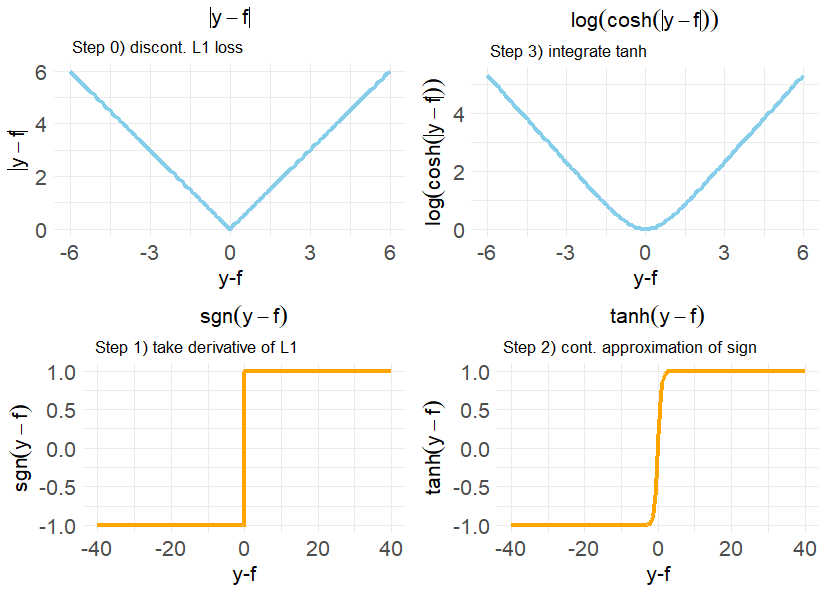 |y − f|
Step 0) discont. L1 loss
|y − f|
6
4
2
0
-6 -3 0 3 6
y-f
log(cosh(|y − f|))
Step 3) integrate tanh
log(cosh(|y − f|))
4
2
0
-6 -3 0 3 6
y-f
sgn(y − f)
Step 1) take derivative of L1
sgn(y − f)
1.0
0.5
0.0
-0.5
-1.0
-40 -20 0 20 40
y-f
tanh(y − f)
Step 2) cont. approximation of sign
tanh(y − f)
1.0
0.5
0.0
-0.5
-1.0
-40 -20 0 20 40
y-f